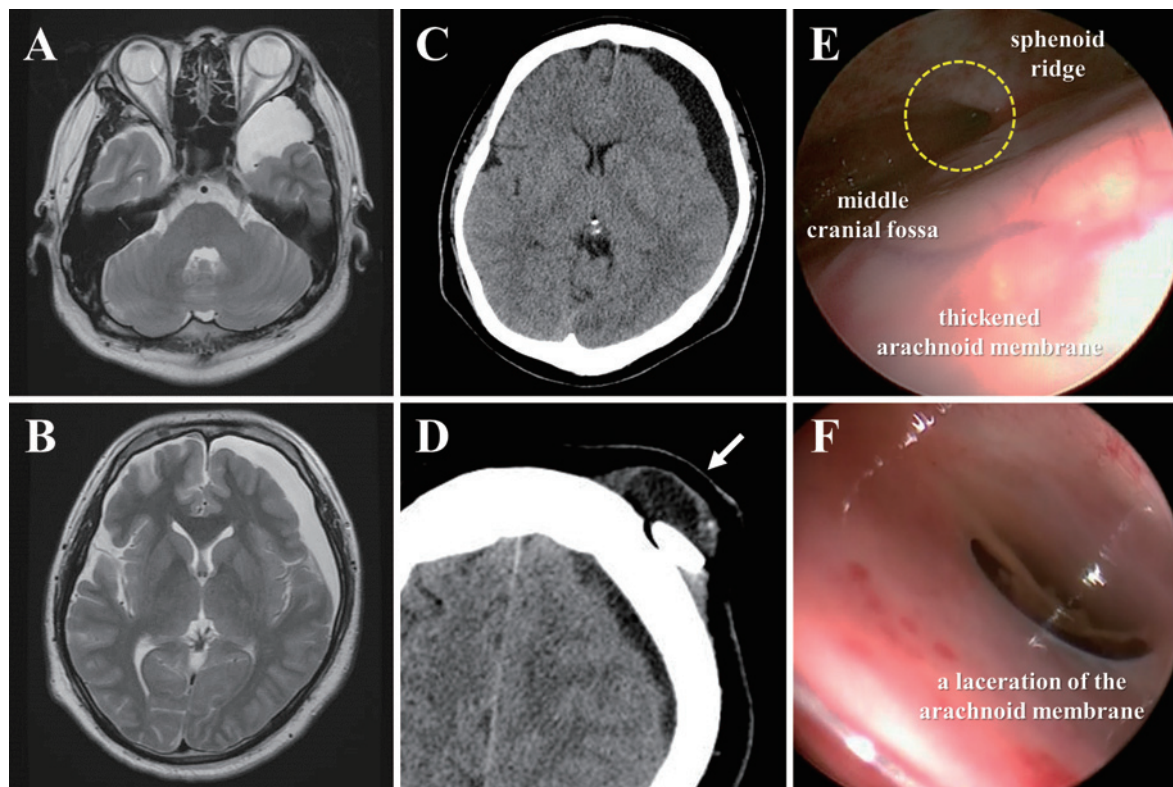 A
B
C
D
E
sphenoid
ridge
middle
cranial fossa
thickened
arachnoid membrane
F
a laceration of the
arachnoid membrane